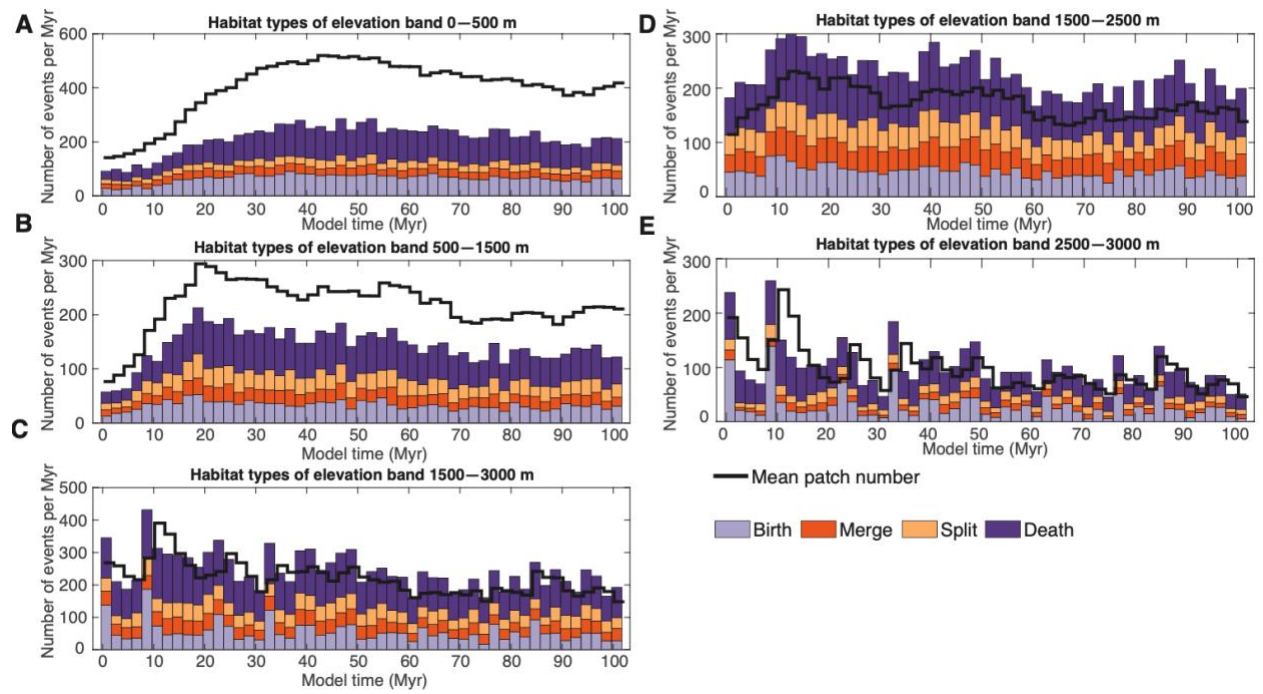 A
Habitat types of elevation band 0—500 m
Number of events per Myr
600
400
200
0
0 10 20 30 40 50 60 70 80 90 100
Model time (Myr)
B
Habitat types of elevation band 500—1500 m
Number of events per Myr
300
200
100
0
0 10 20 30 40 50 60 70 80 90 100
Model time (Myr)
C
Habitat types of elevation band 1500—3000 m
Number of events per Myr
500
400
300
200
100
0
0 10 20 30 40 50 60 70 80 90 100
Model time (Myr)
D
Habitat types of elevation band 1500—2500 m
Number of events per Myr
300
200
100
0
0 10 20 30 40 50 60 70 80 90 100
Model time (Myr)
E
Habitat types of elevation band 2500—3000 m
Number of events per Myr
300
200
100
0
0 10 20 30 40 50 60 70 80 90 100
Model time (Myr)
Mean patch number
Birth Merge Split Death